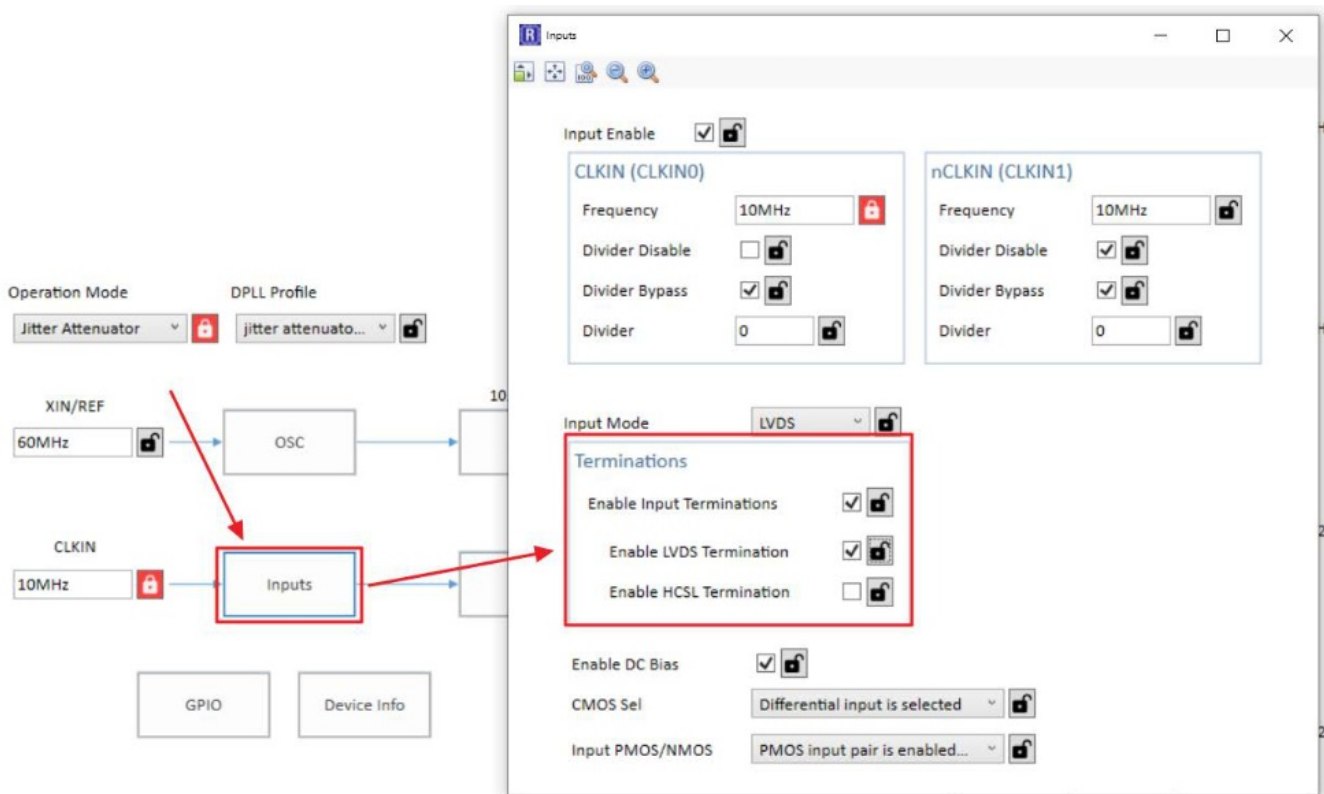 Operation Mode
DPLL Profile
Jitter Attenuator
jitter attenuato...
XIN/REF
60MHz
OSC
10
CLKIN
10MHz
Inputs
GPIO
Device Info
Inputs
Input Enable
CLKIN (CLKIN0)
Frequency
10MHz
Divider Disable
Divider Bypass
Divider
0
nCLKIN (CLKIN1)
Frequency
10MHz
Divider Disable
Divider Bypass
Divider
0
Input Mode
LVDS
Terminations
Enable Input Terminations
Enable LVDS Termination
Enable HCSL Termination
Enable DC Bias
CMOS Sel
Differential input is selected
Input PMOS/NMOS
PMOS input pair is enabled...